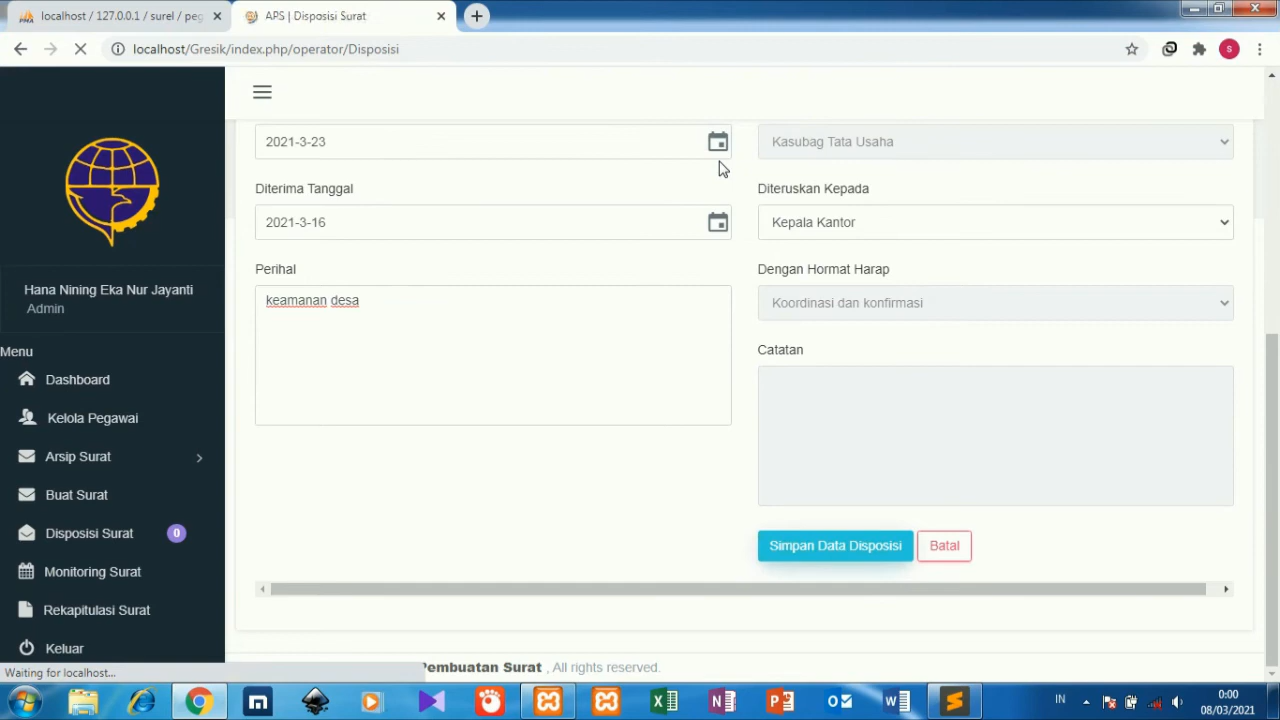 localhost / 127.0.0.1 / surel / peg
APS | Disposisi Surat
localhost/Gresik/index.php/operator/Disposisi
S
Hana Nining Eka Nur Jayanti
Admin
Menu
Dashboard
Kelola Pegawai
Arsip Surat
Buat Surat
Disposisi Surat 0
Monitoring Surat
Rekapitulasi Surat
Keluar
2021-3-23
Diterima Tanggal
2021-3-16
Perihal
keamanan desa
Kasubag Tata Usaha
Diteruskan Kepada
Kepala Kantor
Dengan Hormat Harap
Koordinasi dan konfirmasi
Catatan
Simpan Data Disposisi Batal
Pembuatan Surat , All rights reserved.
Waiting for localhost...
IN
0:00
08/03/2021